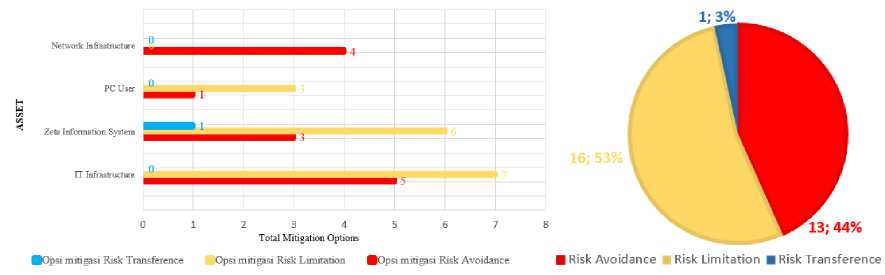 ASSET
Network Infrastructure
0
4
PC User
0
3
1
Zeta Information System
1
6
3
IT Infrastructure
0
7
5
0 1 2 3 4 5 6 7 8
Total Mitigation Options
Opsi mitigasi Risk Transference Opsi mitigasi Risk Limitation Opsi mitigasi Risk Avoidance
1; 3%
16; 53%
13; 44%
Risk Avoidance Risk Limitation Risk Transference